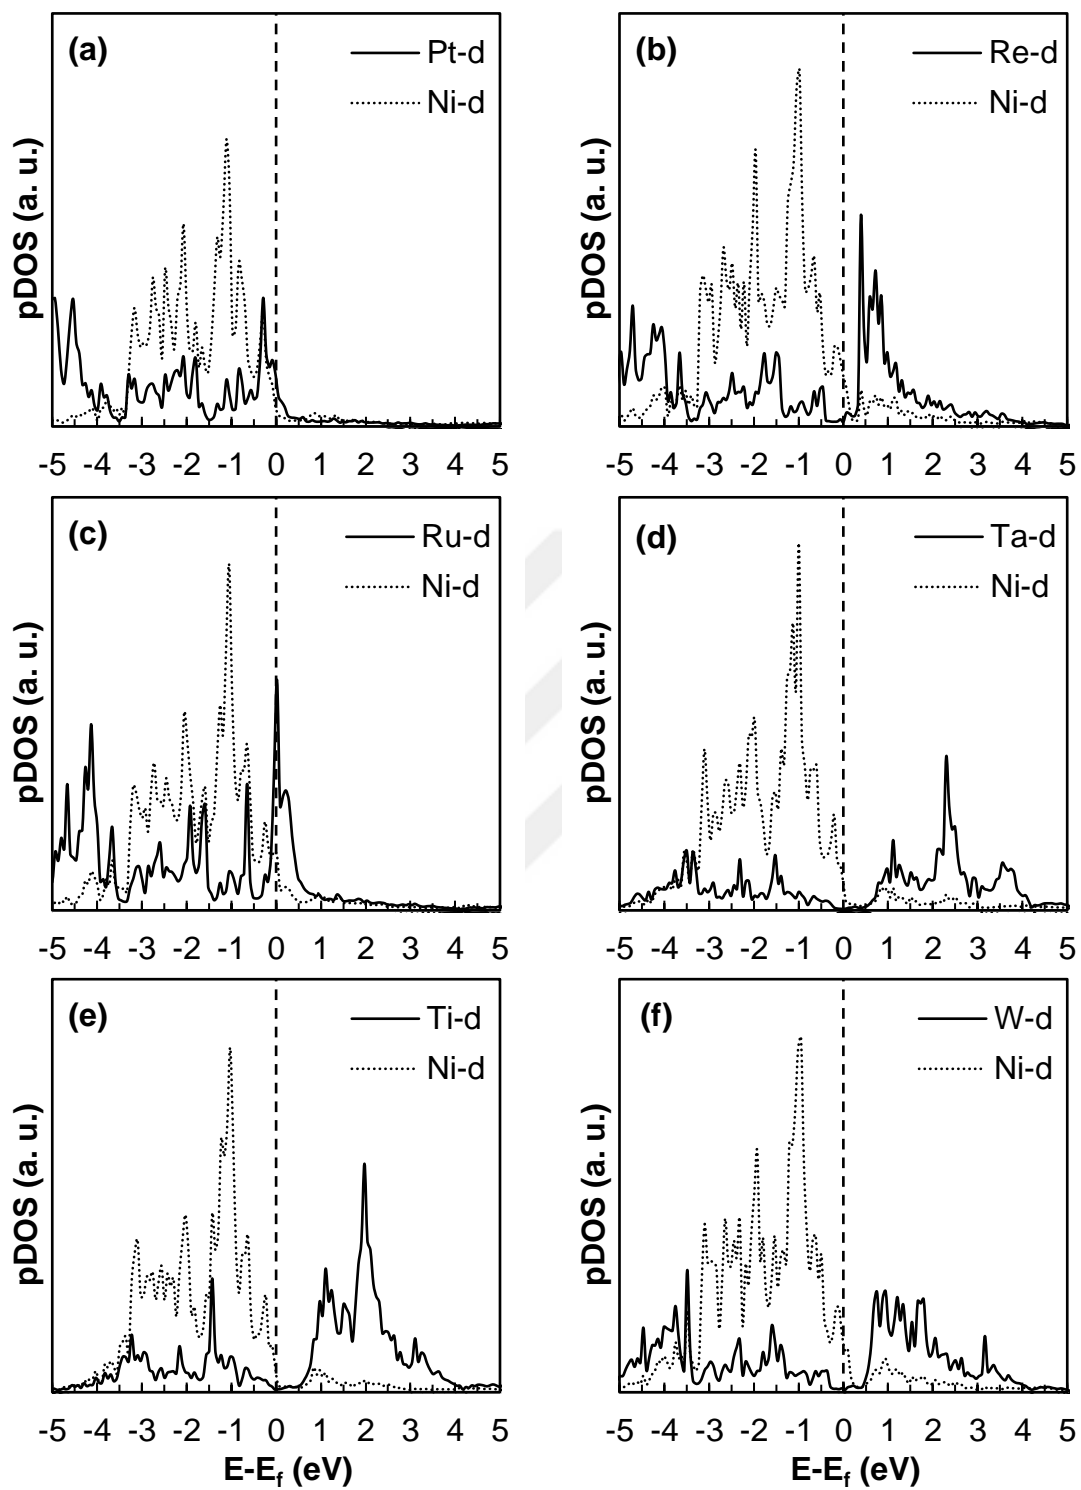 (a)
Pt-d
Ni-d
pDOS (a. u.)
-5 -4 -3 -2 -1 0 1 2 3 4 5
(b)
Re-d
Ni-d
pDOS (a. u.)
-5 -4 -3 -2 -1 0 1 2 3 4 5
(c)
Ru-d
Ni-d
pDOS (a. u.)
-5 -4 -3 -2 -1 0 1 2 3 4 5
(d)
Ta-d
Ni-d
pDOS (a. u.)
-5 -4 -3 -2 -1 0 1 2 3 4 5
(e)
Ti-d
Ni-d
pDOS (a. u.)
-5 -4 -3 -2 -1 0 1 2 3 4 5
E-Ef (eV)
(f)
W-d
Ni-d
pDOS (a. u.)
-5 -4 -3 -2 -1 0 1 2 3 4 5
E-Ef (eV)